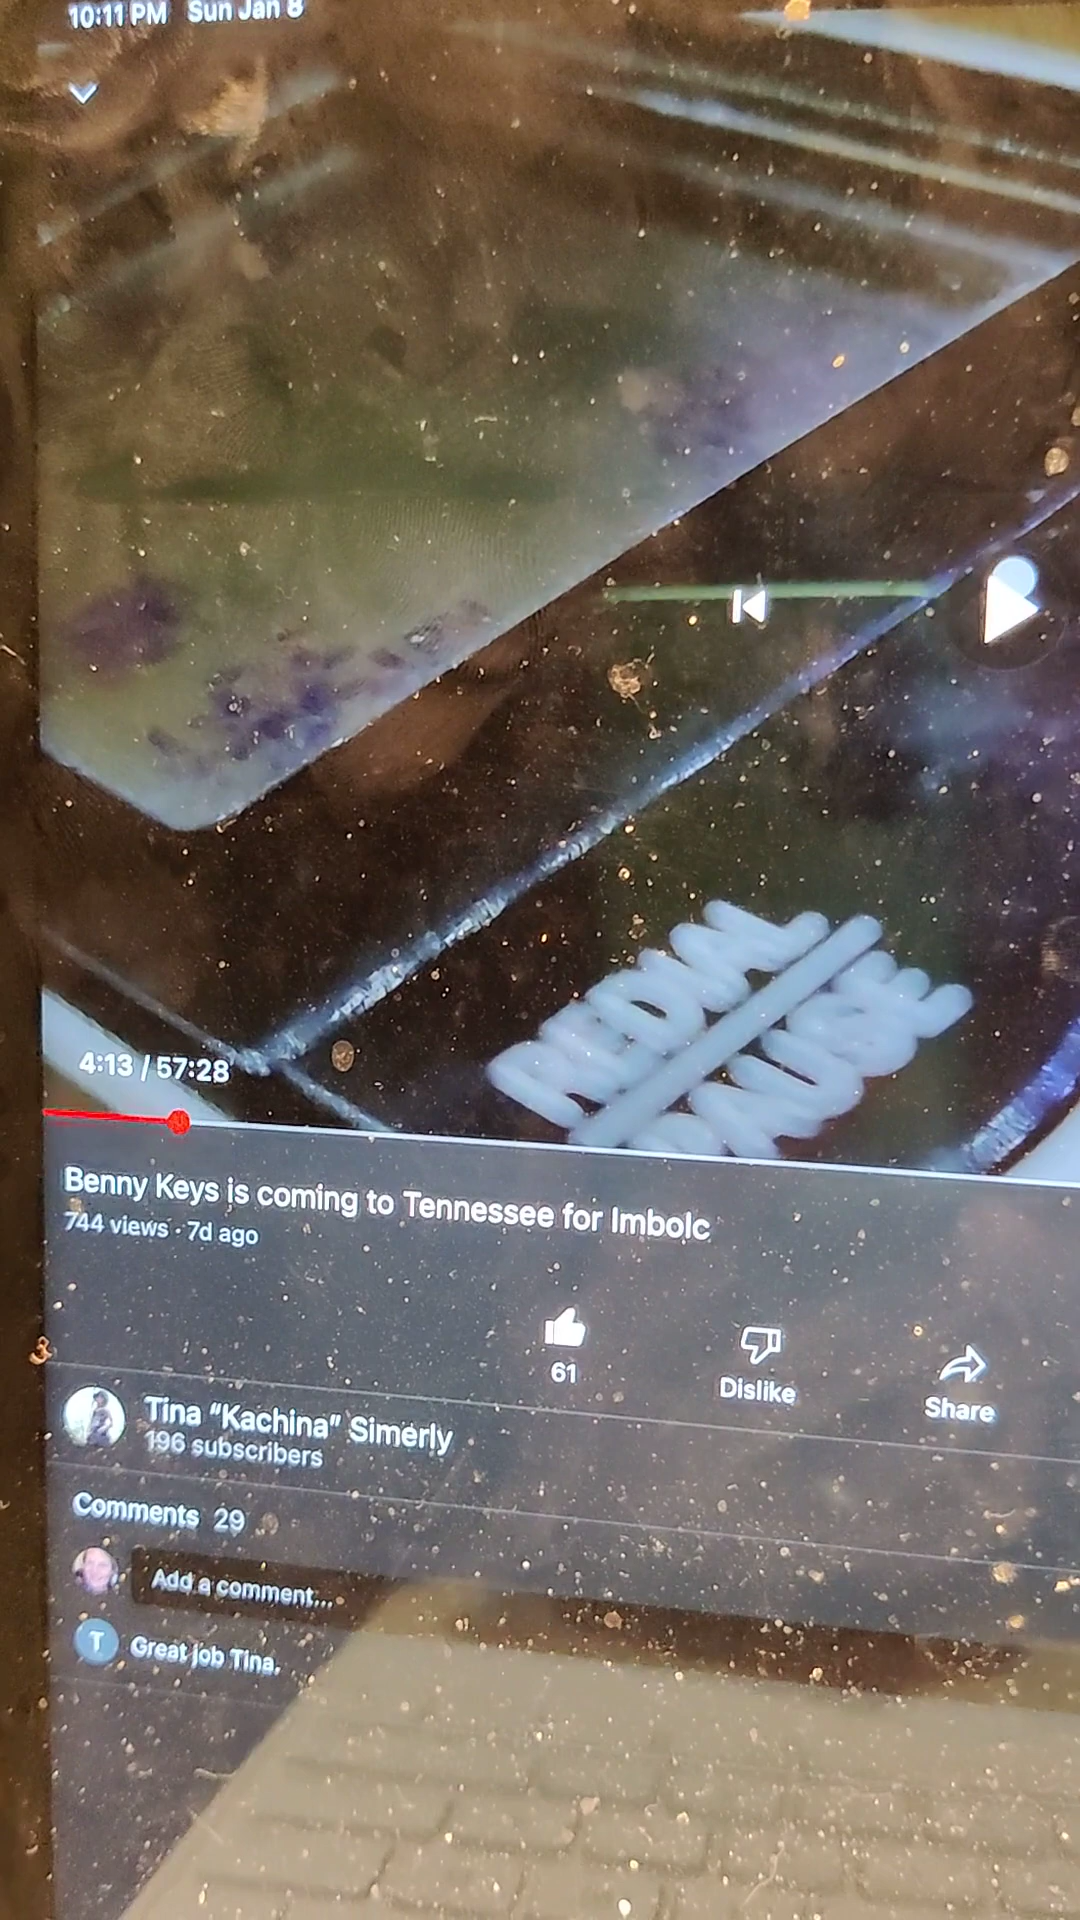 10:11 PM Sun Jan 8
4:13 / 57:28
Benny Keys is coming to Tennessee for Imbolc
744 views · 7d ago
61
Dislike
Share
Tina "Kachina" Simerly
196 subscribers
Comments 29
Add a comment...
T
Great job Tina.